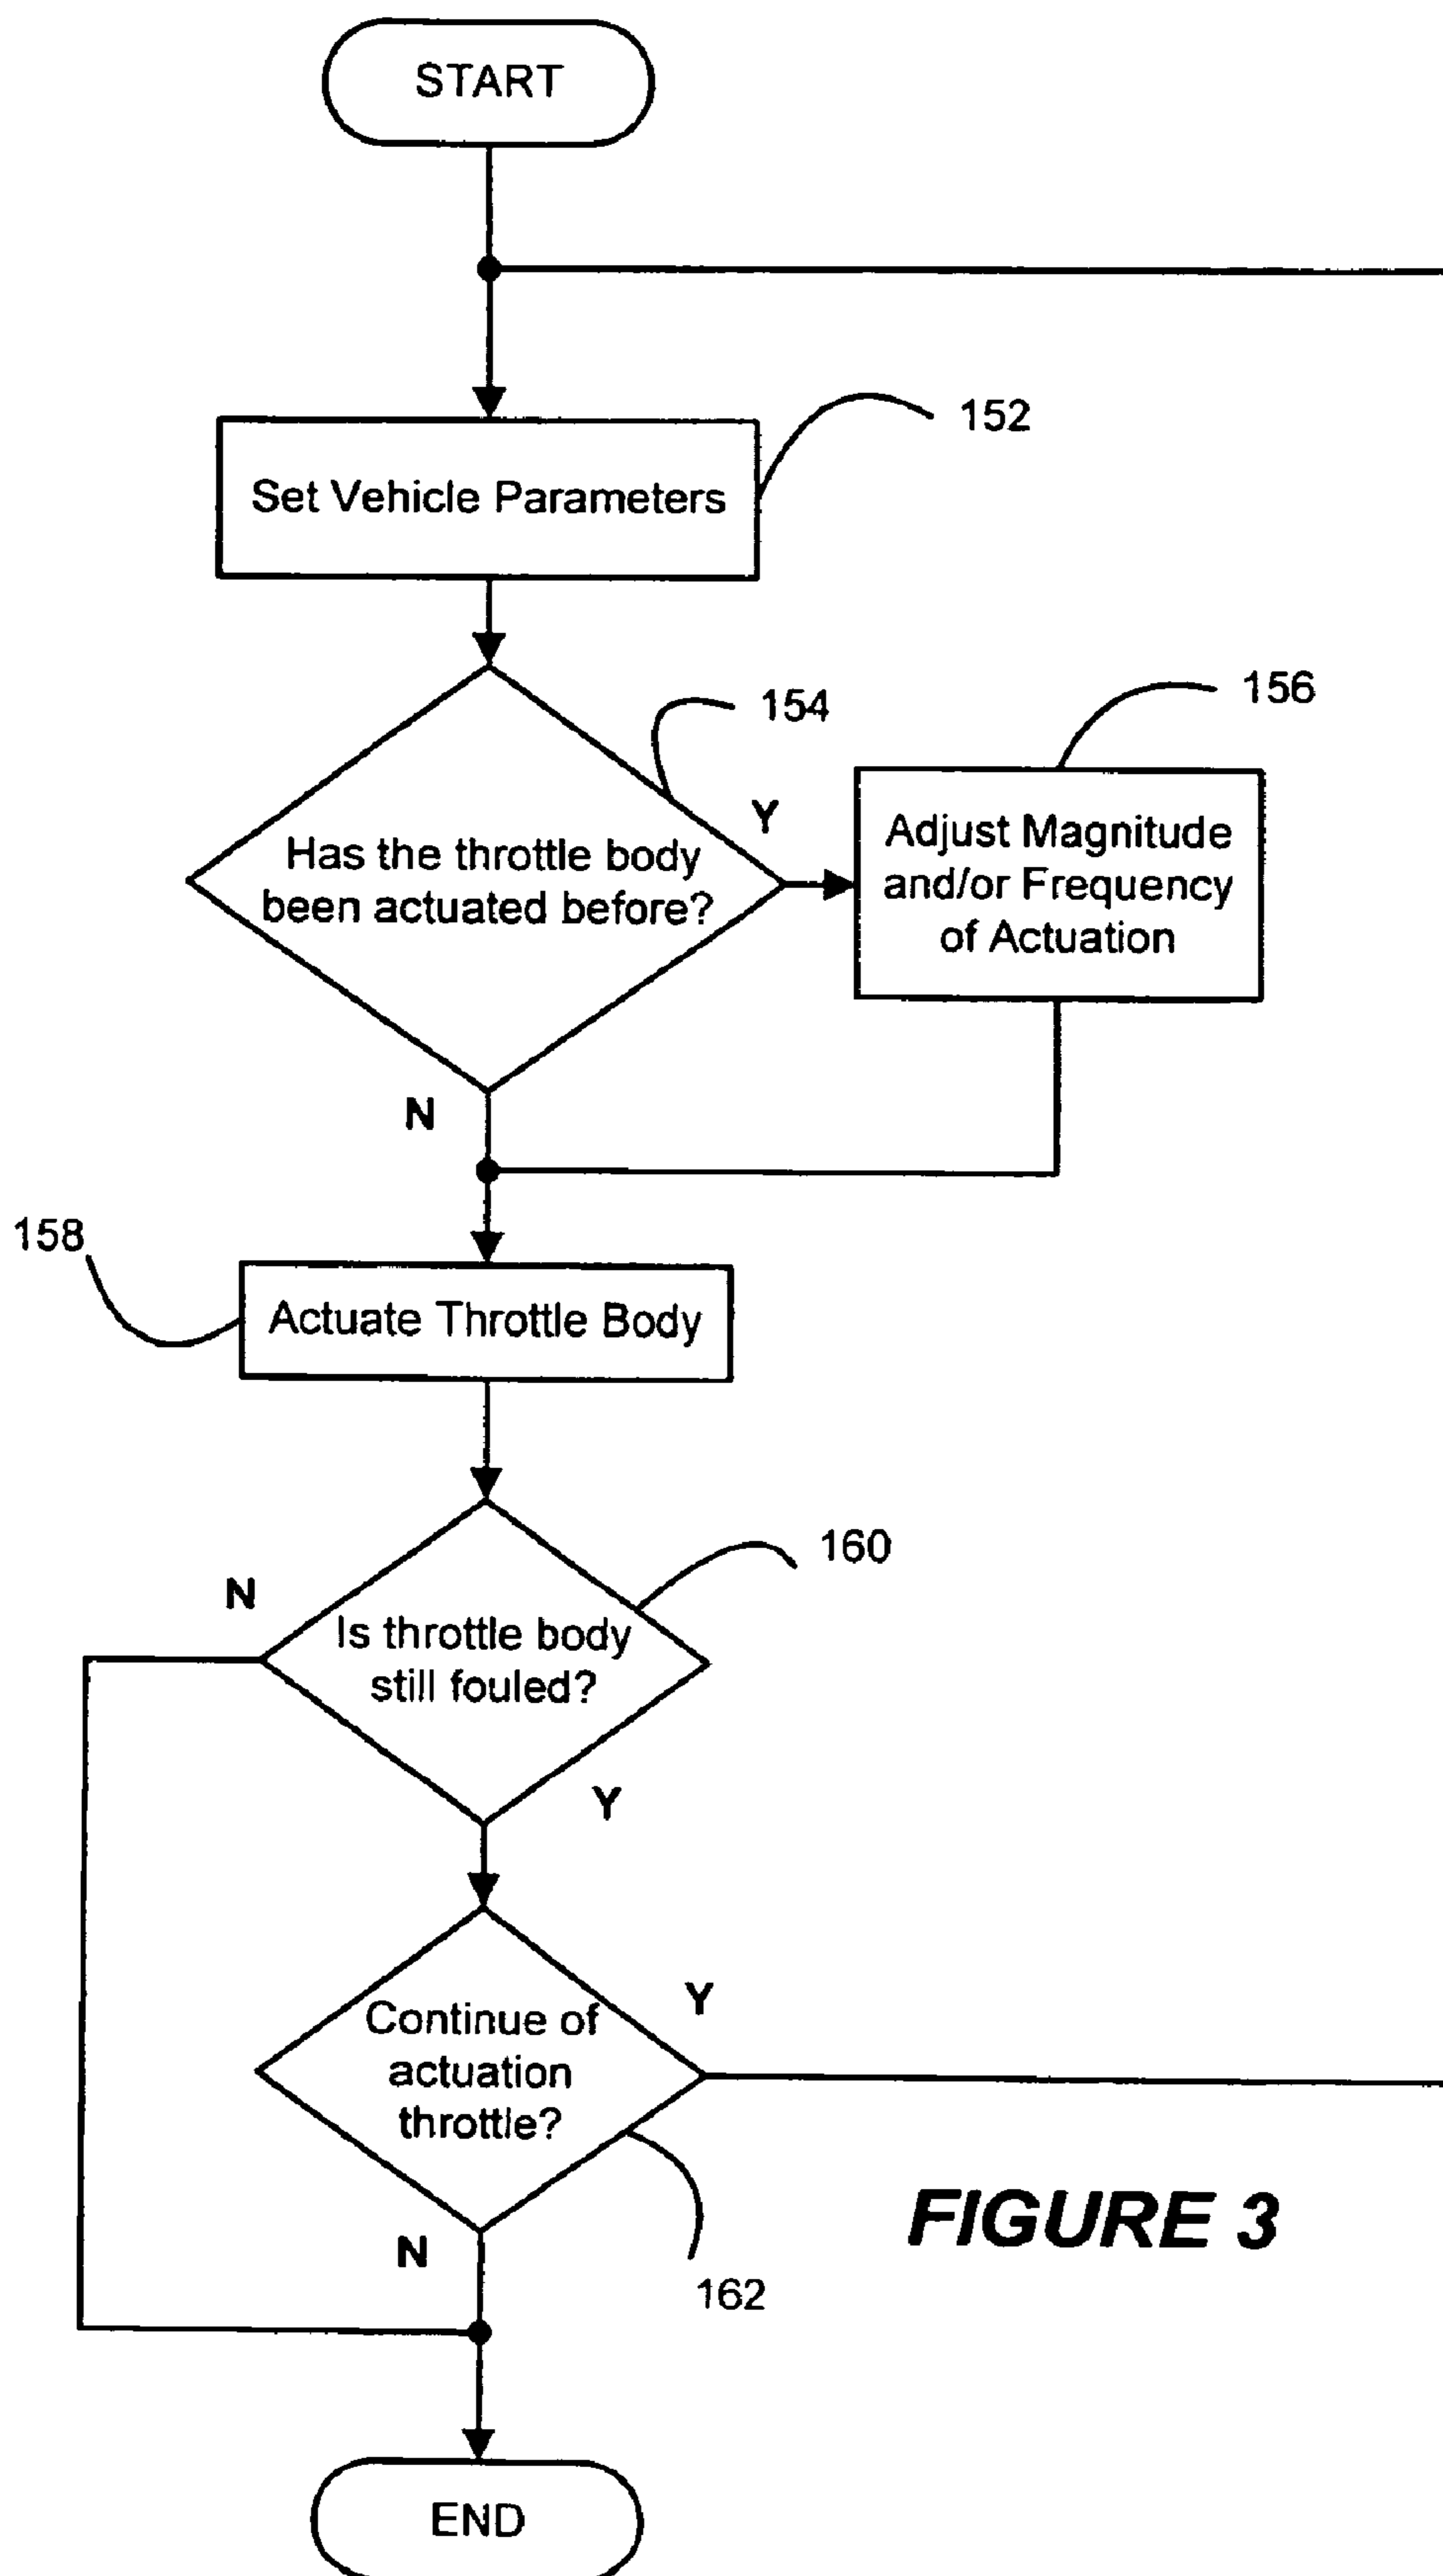 START
152
Set Vehicle Parameters
154
156
Y
Has the throttle body
been actuated before?
Adjust Magnitude
and/or Frequency
of Actuation
N
158
Actuate Throttle Body
160
N
Is throttle body
still fouled?
Y
Y
Continue of
actuation
throttle?
FIGURE 3
N
162
END